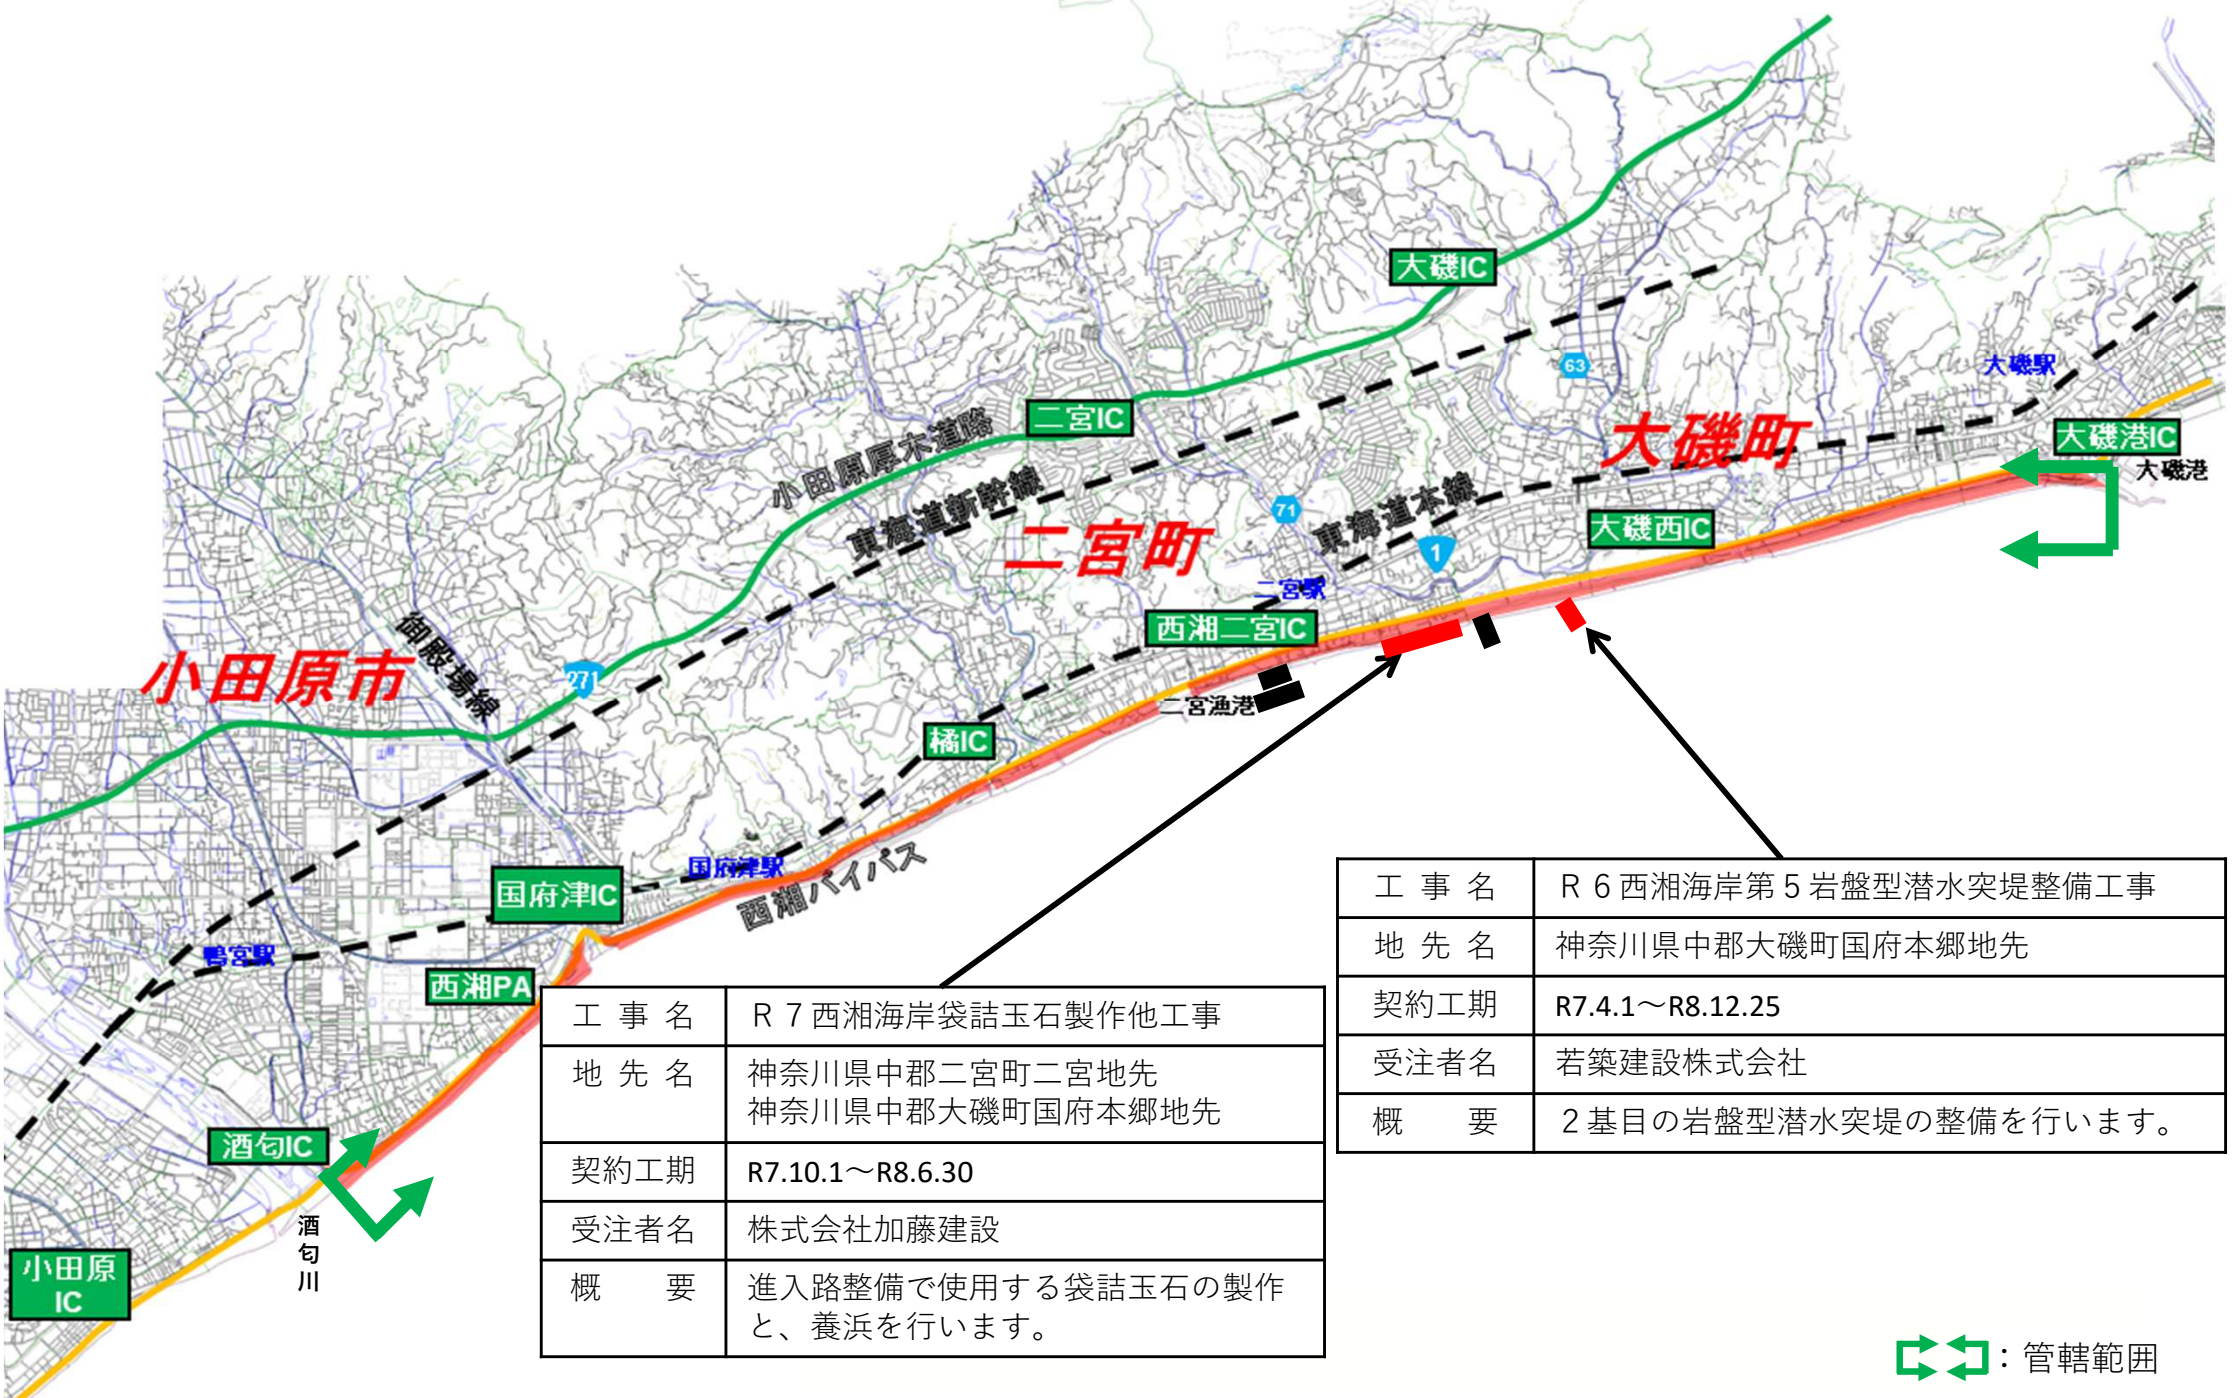 大磯IC
63
大磯駅
二宮IC
小田原厚木道路
大磯町
大磯港IC
大磯港
東海道新幹線
71
東海道本線
大磯西IC
二宮町
1
二宮駅
西湘二宮IC
御殿場線
小田原市
271
二宮漁港
橘IC
国府津駅
国府津IC
西湘バイパス
鴨宮駅
西湘PA
酒匂IC
酒匂川
小田原
IC
工事名 R6西湘海岸第5岩盤型潜水突堤整備工事
地先名 神奈川県中郡大磯町国府本郷地先
契約工期 R7.4.1～R8.12.25
受注者名 若築建設株式会社
概要 2基目の岩盤型潜水突堤の整備を行います。
工事名 R7西湘海岸袋詰玉石製作他工事
地先名 神奈川県中郡二宮町二宮地先
神奈川県中郡大磯町国府本郷地先
契約工期 R7.10.1～R8.6.30
受注者名 株式会社加藤建設
概要 進入路整備で使用する袋詰玉石の製作
と、養浜を行います。
：管轄範囲